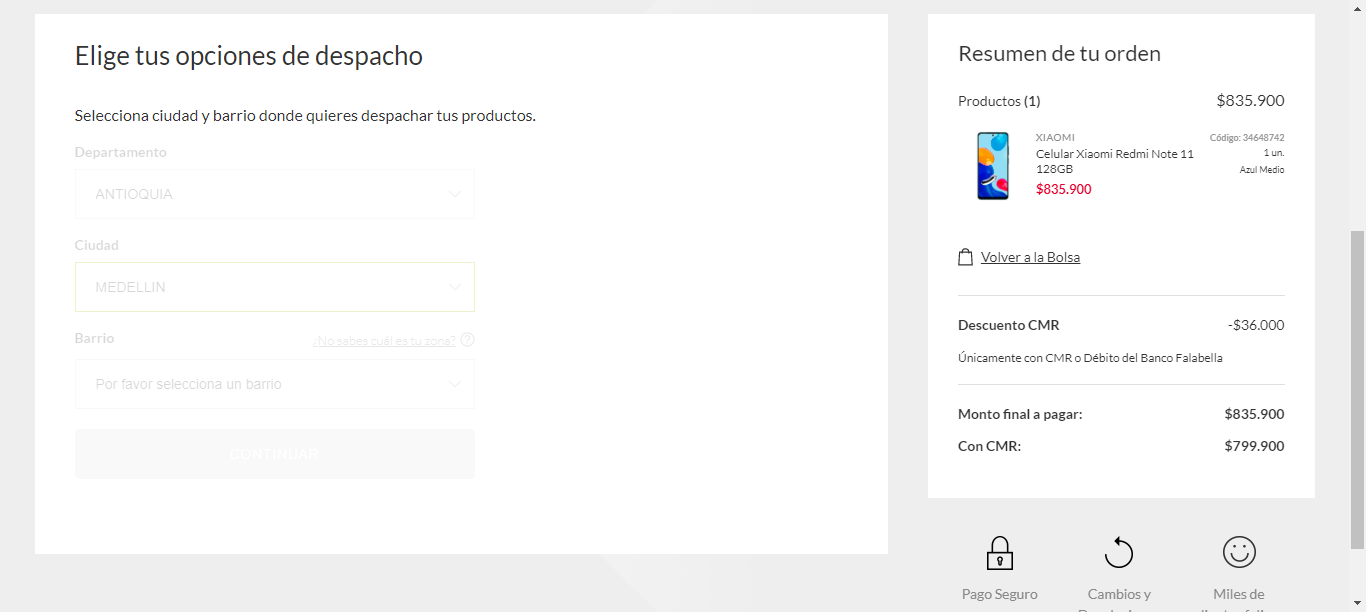 Elige tus opciones de despacho
Selecciona ciudad y barrio donde quieres despachar tus productos.
Departamento
ANTIOQUIA
Ciudad
MEDELLIN
Barrio
¿No sabes cuál es tu zona?
Por favor selecciona un barrio
CONTINUAR
Resumen de tu orden
Productos (1) $835.900
XIAOMI Código: 34648742
Celular Xiaomi Redmi Note 11 1 un.
128GB Azul Medio
$835.900
Volver a la Bolsa
Descuento CMR -$36.000
Únicamente con CMR o Débito del Banco Falabella
Monto final a pagar: $835.900
Con CMR: $799.900
Pago Seguro Cambios y Miles de